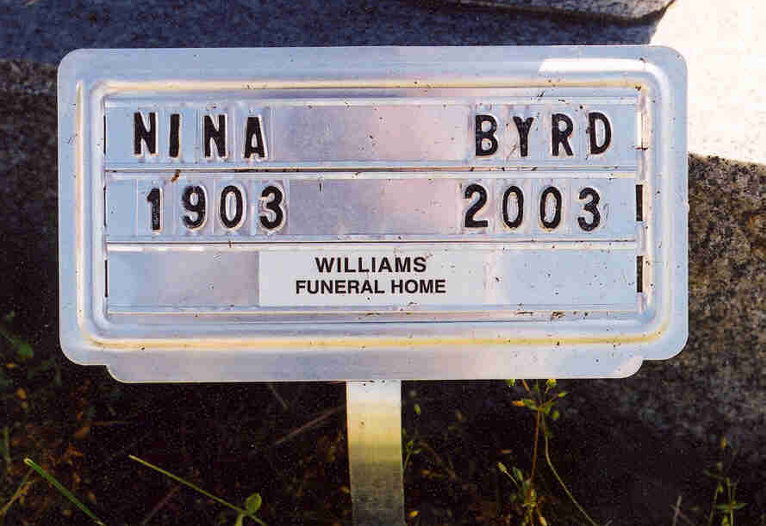 NINA BYRD
1903 2003
WILLIAMS
FUNERAL HOME